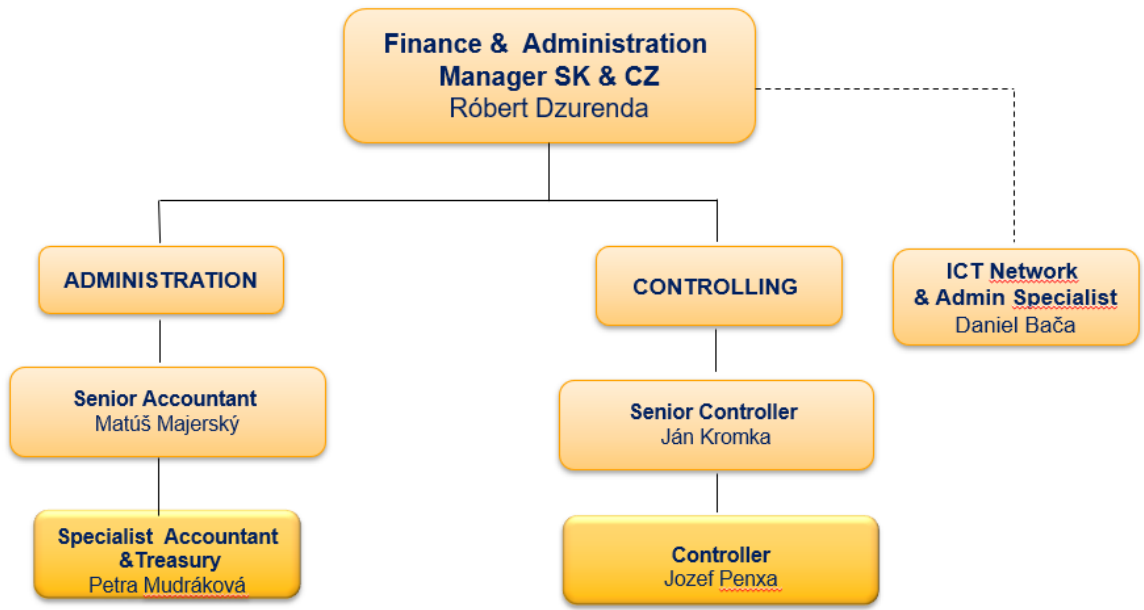 Finance & Administration
Manager SK & CZ
Róbert Dzurenda
ADMINISTRATION
CONTROLLING
ICT Network
& Admin Specialist
Daniel Bača
Senior Accountant
Matúš Majerský
Senior Controller
Ján Kromka
Specialist Accountant
&Treasury
Petra Mudráková
Controller
Jozef Penxa